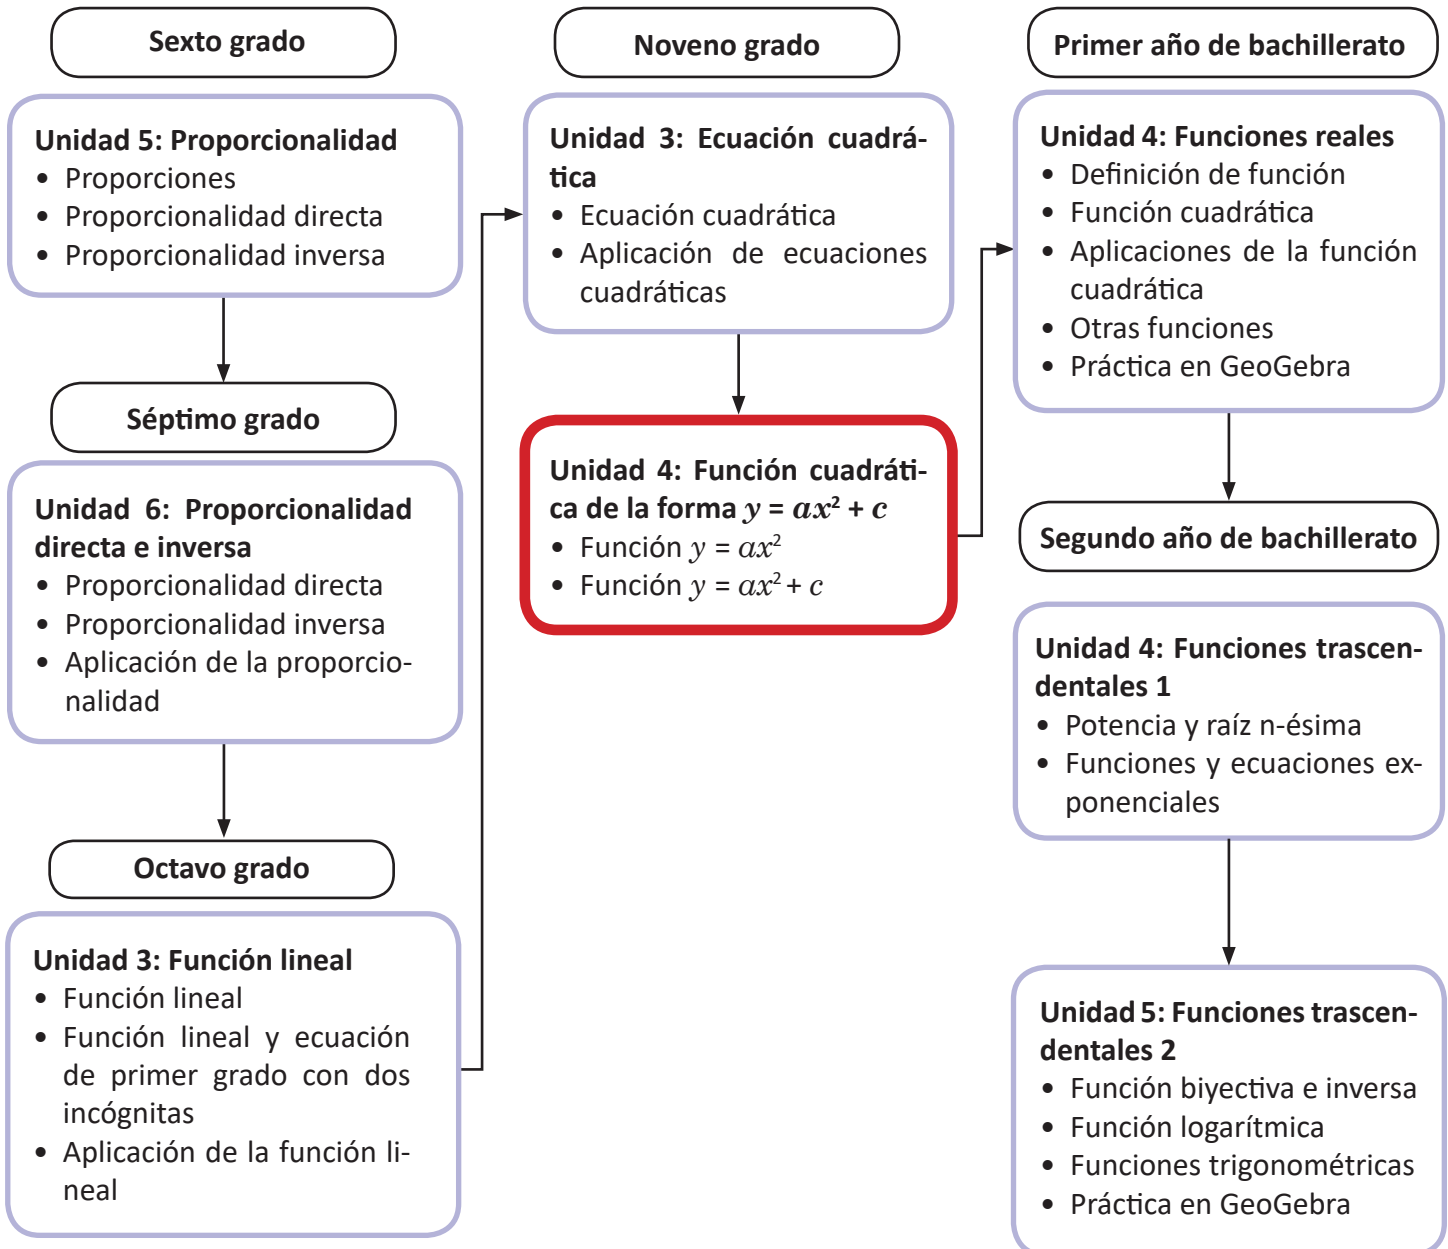 Sexto grado
Unidad 5: Proporcionalidad
• Proporciones
• Proporcionalidad directa
• Proporcionalidad inversa
Séptimo grado
Unidad 6: Proporcionalidad
directa e inversa
• Proporcionalidad directa
• Proporcionalidad inversa
• Aplicación de la proporcio-
nalidad
Octavo grado
Unidad 3: Función lineal
• Función lineal
• Función lineal y ecuación
de primer grado con dos
incógnitas
• Aplicación de la función li-
neal
Noveno grado
Unidad 3: Ecuación cuadrá-
tica
• Ecuación cuadrática
• Aplicación de ecuaciones
cuadráticas
Unidad 4: Función cuadráti-
ca de la forma y = ax² + c
• Función y = ax²
• Función y = ax² + c
Primer año de bachillerato
Unidad 4: Funciones reales
• Definición de función
• Función cuadrática
• Aplicaciones de la función
cuadrática
• Otras funciones
• Práctica en GeoGebra
Segundo año de bachillerato
Unidad 4: Funciones trascen-
dentales 1
• Potencia y raíz n-ésima
• Funciones y ecuaciones ex-
ponenciales
Unidad 5: Funciones trascen-
dentales 2
• Función biyectiva e inversa
• Función logarítmica
• Funciones trigonométricas
• Práctica en GeoGebra